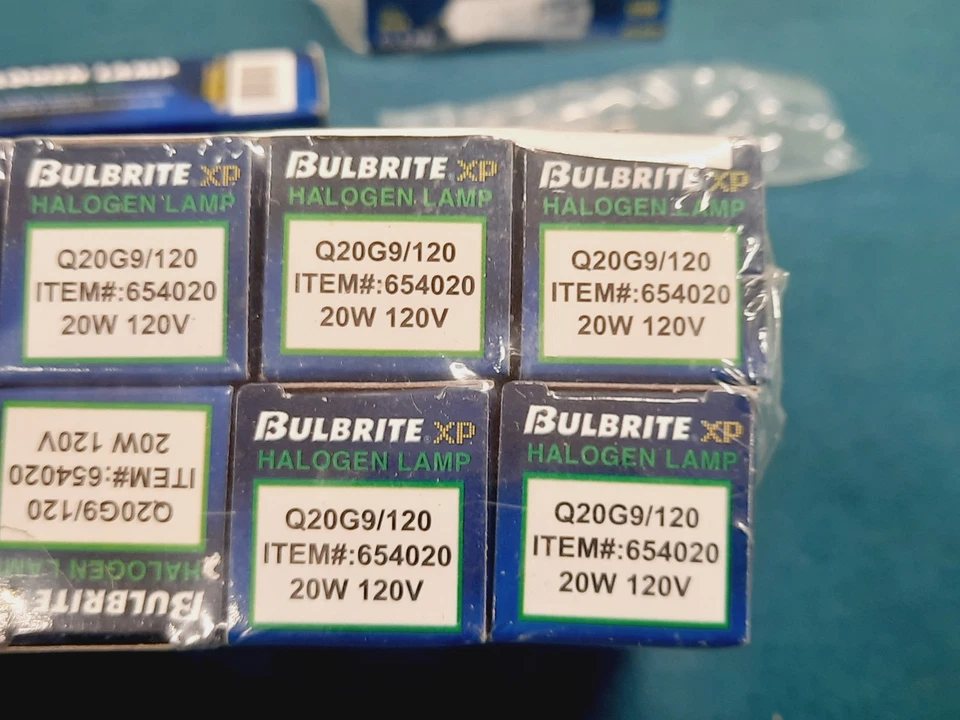 BULBRITE XP
HALOGEN LAMP
Q20G9/120
ITEM#:654020
20W 120V
BULBRITE XP
HALOGEN LAMP
Q20G9/120
ITEM#:654020
20W 120V
BULBRITE XP
HALOGEN LAMP
Q20G9/120
ITEM#:654020
20W 120V
BULBRITE
HALOGEN LAMP
Q20G9/120
ITEM#:654020
20W 120V
BULBRITE® XP
HALOGEN LAMP
Q20G9/120
ITEM#:654020
20W 120V
BULBRITE XP
HALOGEN LAMP
Q20G9/120
ITEM#:654020
20W 120V